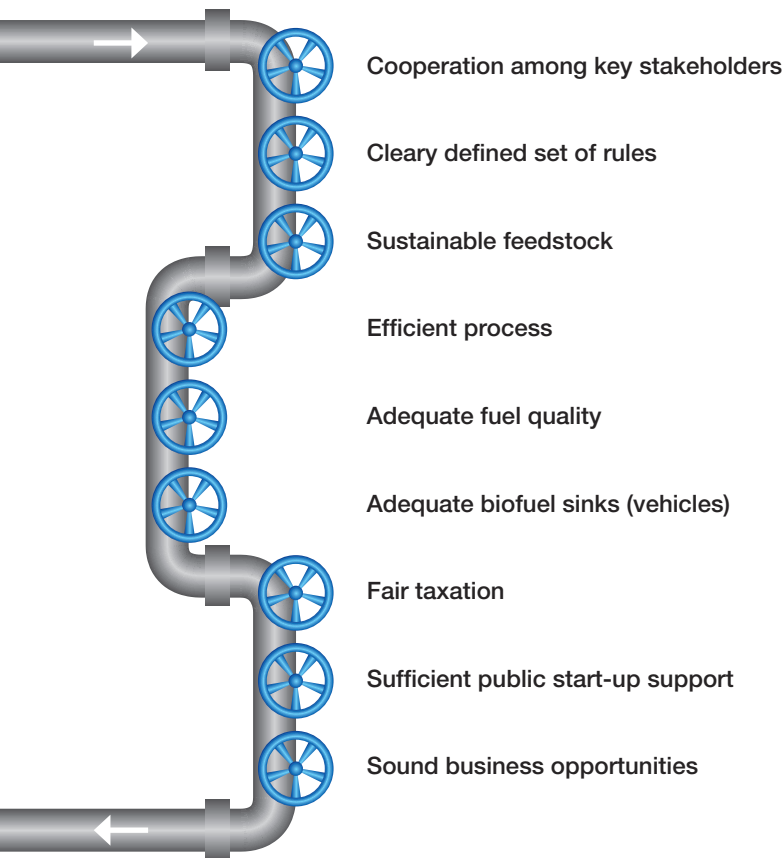 Cooperation among key stakeholders
Cleary defined set of rules
Sustainable feedstock
Efficient process
Adequate fuel quality
Adequate biofuel sinks (vehicles)
Fair taxation
Sufficient public start-up support
Sound business opportunities